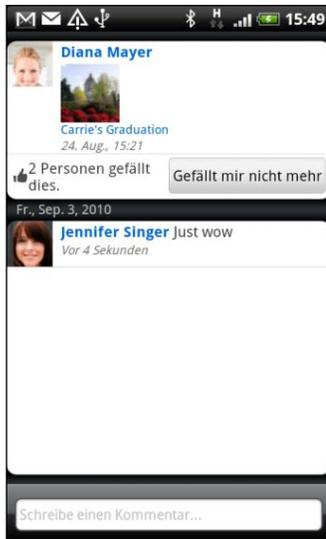 H 15:49
Diana Mayer
Carrie's Graduation
24. Aug., 15:21
2 Personen gefällt
dies.
Gefällt mir nicht mehr
Fr., Sep. 3, 2010
Jennifer Singer Just wow
Vor 4 Sekunden
Schreibe einen Kommentar...